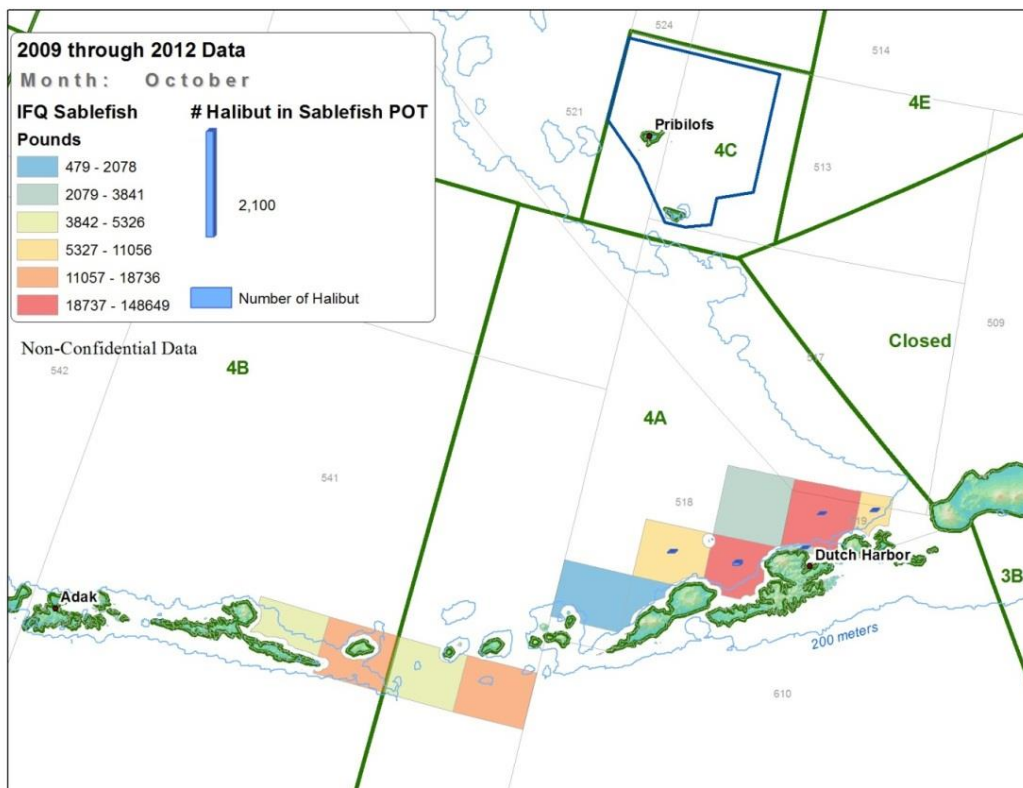 2009 through 2012 Data
Month: October
IFQ Sablefish
Pounds
479 - 2078
2079 - 3841
3842 - 5326
5327 - 11056
11057 - 18736
18737 - 148649
# Halibut in Sablefish POT
2,100
Number of Halibut
Non-Confidential Data
524
514
4E
521
Pribilofs
4C
513
509
Closed
517
542
4B
4A
541
518
519
Dutch Harbor
Adak
3B
200 meters
610